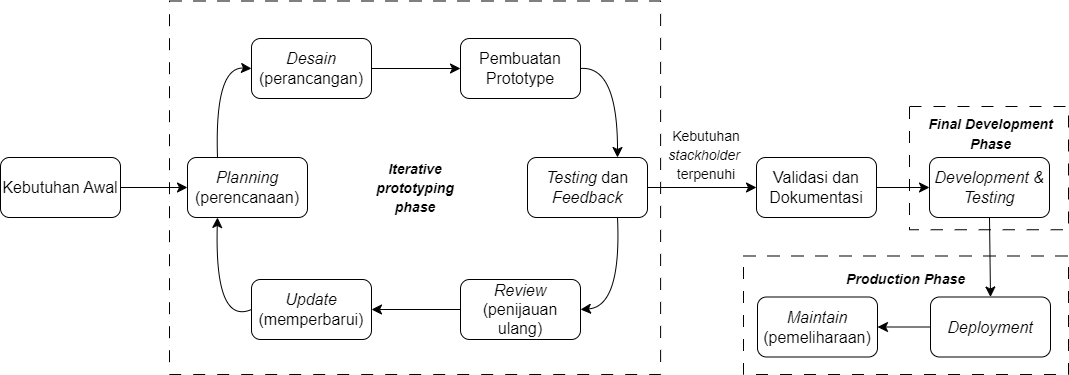 Kebutuhan Awal
Planning
(perencanaan)
Desain
(perancangan)
Pembuatan
Prototype
Iterative
prototyping
phase
Testing dan
Feedback
Review
(penijauan
ulang)
Update
(memperbarui)
Kebutuhan
stackholder
terpenuhi
Validasi dan
Dokumentasi
Final Development
Phase
Development &
Testing
Production Phase
Deployment
Maintain
(pemeliharaan)